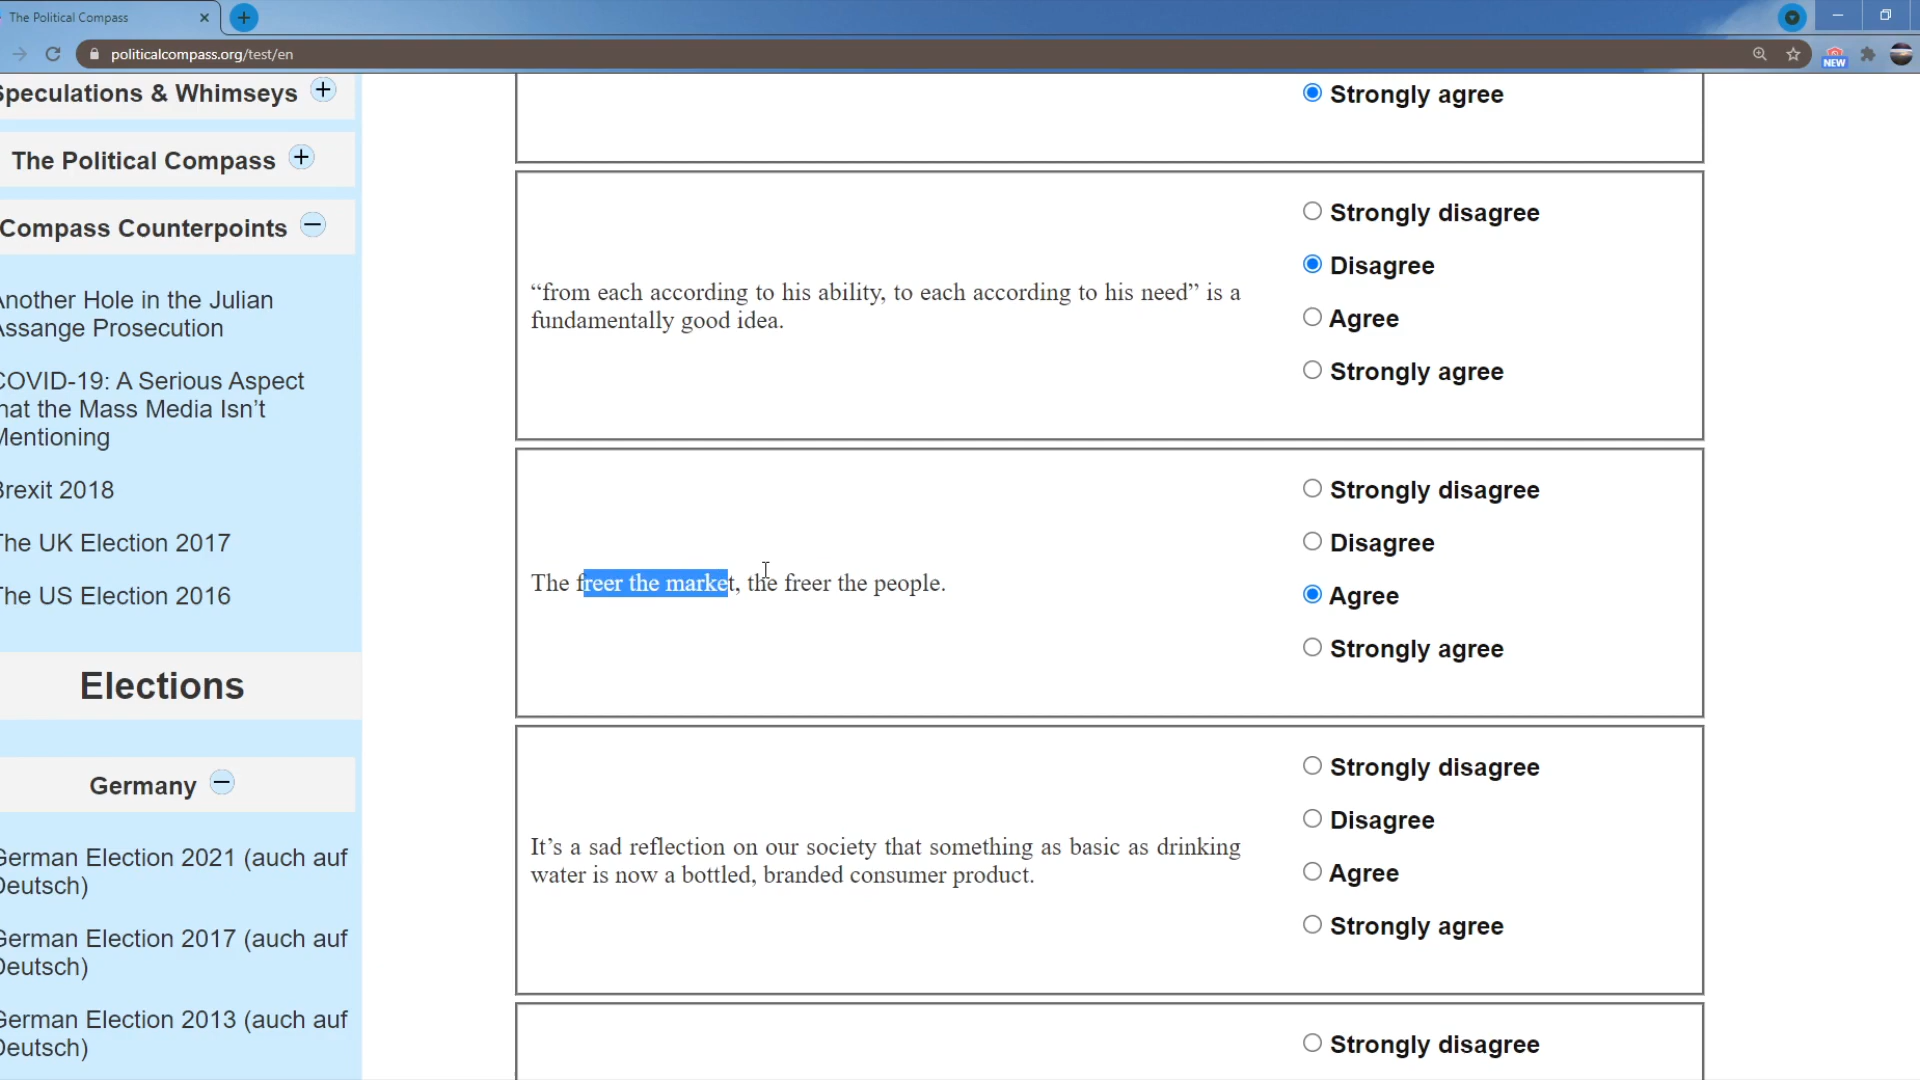 The Political Compass
politicalcompass.org/test/en
NEW
Speculations & Whimseys
The Political Compass
Compass Counterpoints
Another Hole in the Julian
Assange Prosecution
COVID-19: A Serious Aspect
that the Mass Media Isn’t
Mentioning
Brexit 2018
The UK Election 2017
The US Election 2016
Elections
Germany
German Election 2021 (auch auf
Deutsch)
German Election 2017 (auch auf
Deutsch)
German Election 2013 (auch auf
Deutsch)
Strongly agree
“from each according to his ability, to each according to his need” is a
fundamentally good idea.
Strongly disagree
Disagree
Agree
Strongly agree
The freer the market, the freer the people.
Strongly disagree
Disagree
Agree
Strongly agree
It’s a sad reflection on our society that something as basic as drinking
water is now a bottled, branded consumer product.
Strongly disagree
Disagree
Agree
Strongly agree
Strongly disagree